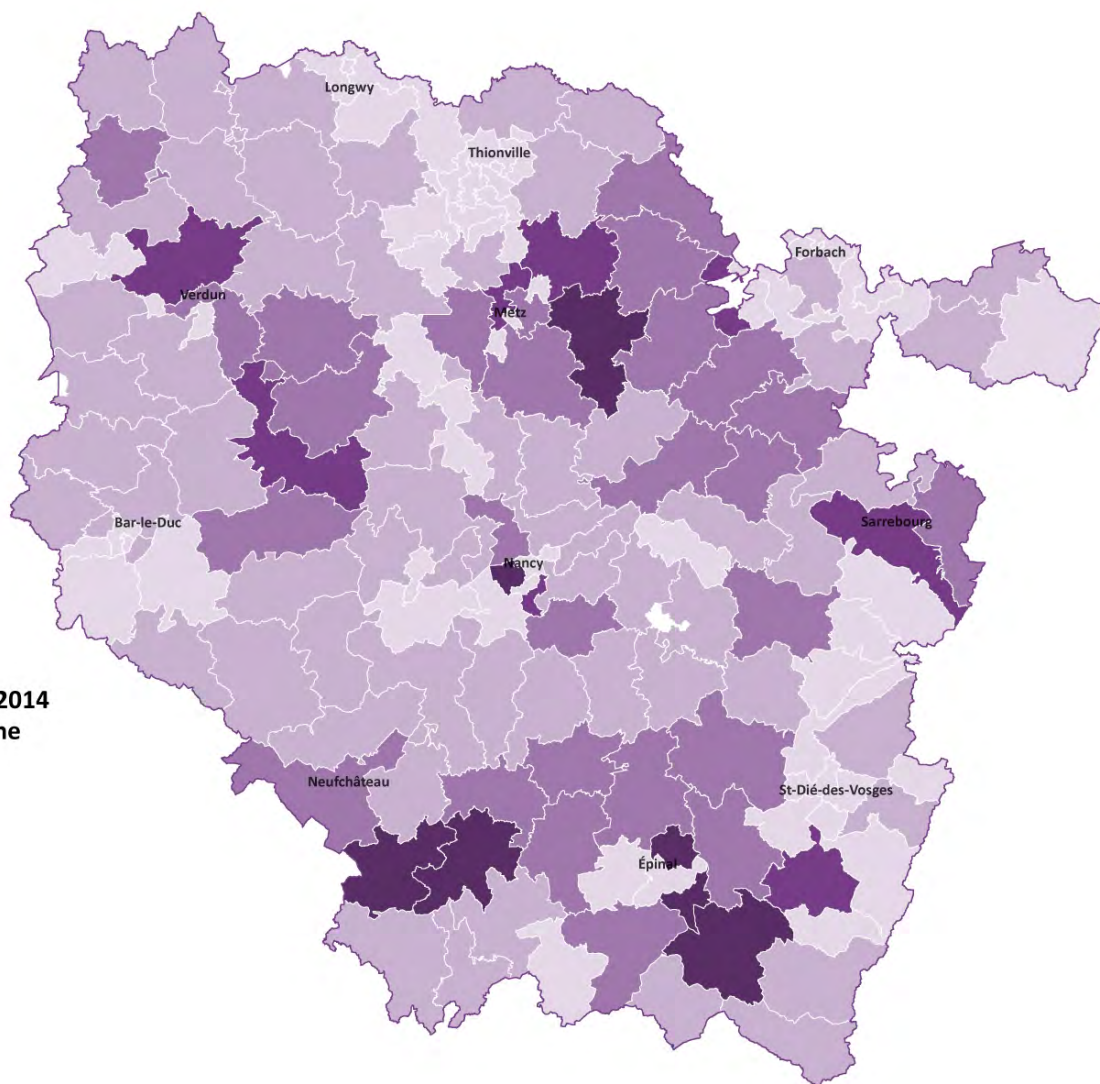 Longwy
Thionville
Forbach
Verdun
Metz
Bar-le-Duc
Sarrebourg
Nancy
2014
ne
Neufchâteau
St-Dié-des-Vosges
Épinal